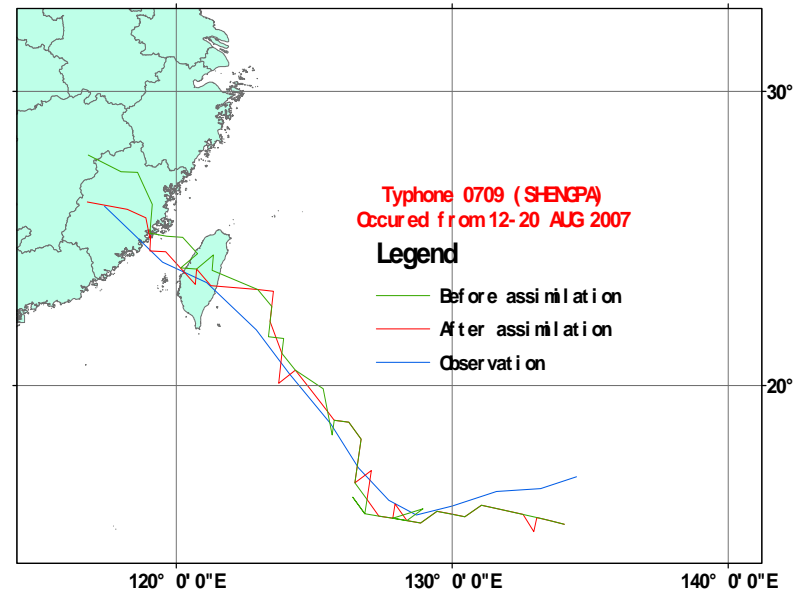 30°
Typhone 0709 (SHENGPA)
Occured from 12-20 AUG 2007
Legend
Before assimilation
After assimilation
Observation
20°
120° 0' 0"E
130° 0' 0"E
140° 0' 0"E